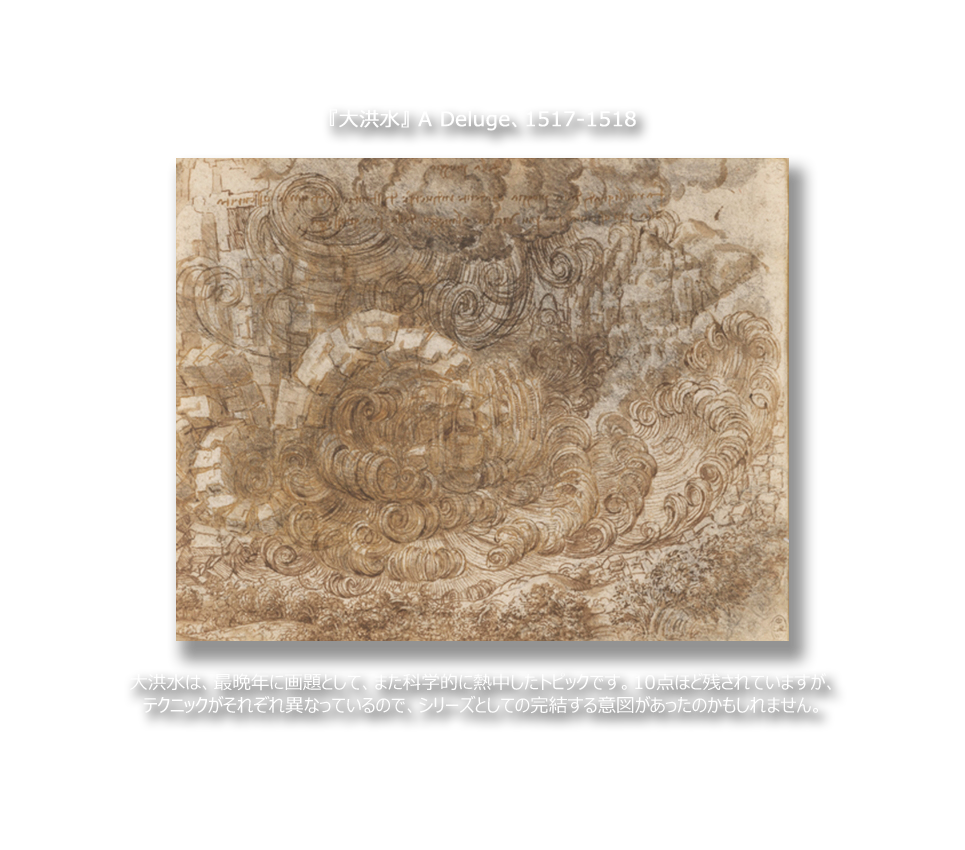 『大洪水』 A Deluge、1517-1518
大洪水は、最晩年に画題として、また科学的に熱中したトピックです。10点ほど残されていますが、
テクニックがそれぞれ異なっているので、シリーズとしての完結する意図があったのかもしれません。